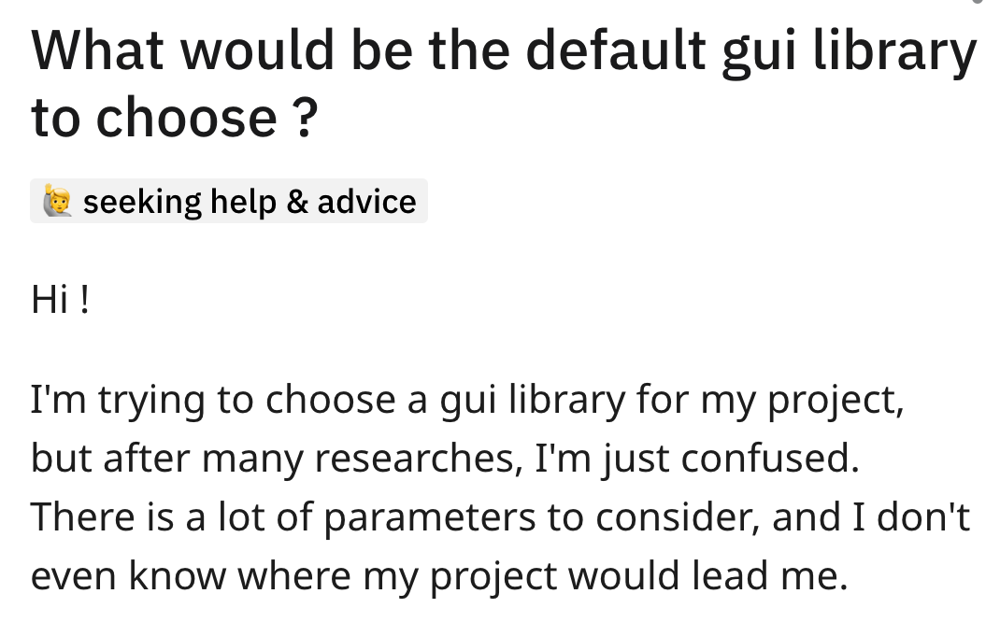 What would be the default gui library
to choose ?
🙋 seeking help & advice
Hi !
I'm trying to choose a gui library for my project,
but after many researches, I'm just confused.
There is a lot of parameters to consider, and I don't
even know where my project would lead me.